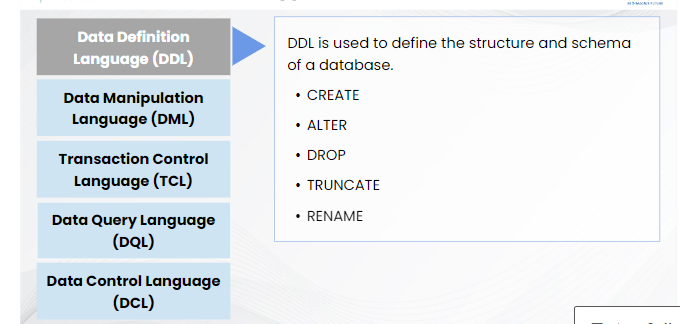 Data Definition
Language (DDL)
DDL is used to define the structure and schema
of a database.
• CREATE
• ALTER
• DROP
• TRUNCATE
• RENAME
Data Manipulation
Language (DML)
Transaction Control
Language (TCL)
Data Query Language
(DQL)
Data Control Language
(DCL)